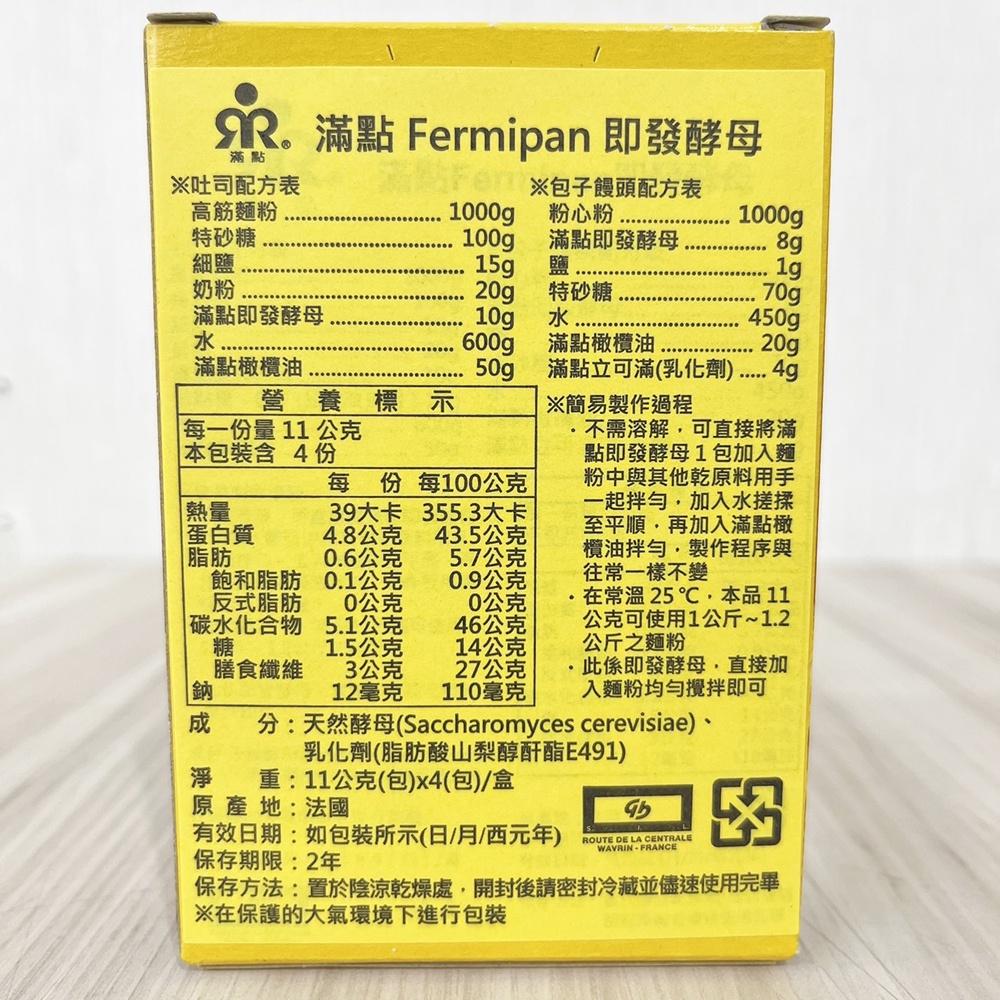 滿點 Fermipan 即發酵母
滿點
※吐司配方表
高筋麵粉 ........................ 1000g
特砂糖 ........................ 100g
細鹽 ........................ 15g
奶粉 ........................ 20g
滿點即發酵母 ........................ 10g
水 ........................ 600g
滿點橄欖油 ........................ 50g
※包子饅頭配方表
粉心粉 ................ 1000g
滿點即發酵母 ............ 8g
鹽 ........................ 1g
特砂糖 ................ 70g
水 ........................ 450g
滿點橄欖油 ............ 20g
滿點立可滿(乳化劑) ..... 4g
營養標示
每一份量 11 公克
本包裝含 4 份
每 份 每100公克
熱量 39大卡 355.3大卡
蛋白質 4.8公克 43.5公克
脂肪 0.6公克 5.7公克
飽和脂肪 0.1公克 0.9公克
反式脂肪 0公克 0公克
碳水化合物 5.1公克 46公克
糖 1.5公克 14公克
膳食纖維 3公克 27公克
鈉 12毫克 110毫克
※簡易製作過程
．不需溶解，可直接將滿
點即發酵母 1 包加入麵
粉中與其他乾原料用手
一起拌勻，加入水搓揉
至平順，再加入滿點橄
欖油拌勻，製作程序與
往常一樣不變
．在常溫 25℃，本品 11
公克可使用1公斤~1.2
公斤之麵粉
．此係即發酵母，直接加
入麵粉均勻攪拌即可
成 分：天然酵母(Saccharomyces cerevisiae)、
乳化劑(脂肪酸山梨醇酐酯E491)
淨 重：11公克(包)x4(包)/盒
原 產 地：法國
有效日期：如包裝所示(日/月/西元年)
保存期限：2年
保存方法：置於陰涼乾燥處，開封後請密封冷藏並儘速使用完畢
※在保護的大氣環境下進行包裝
gb
ROUTE DE LA CENTRALE
WAVRIN - FRANCE